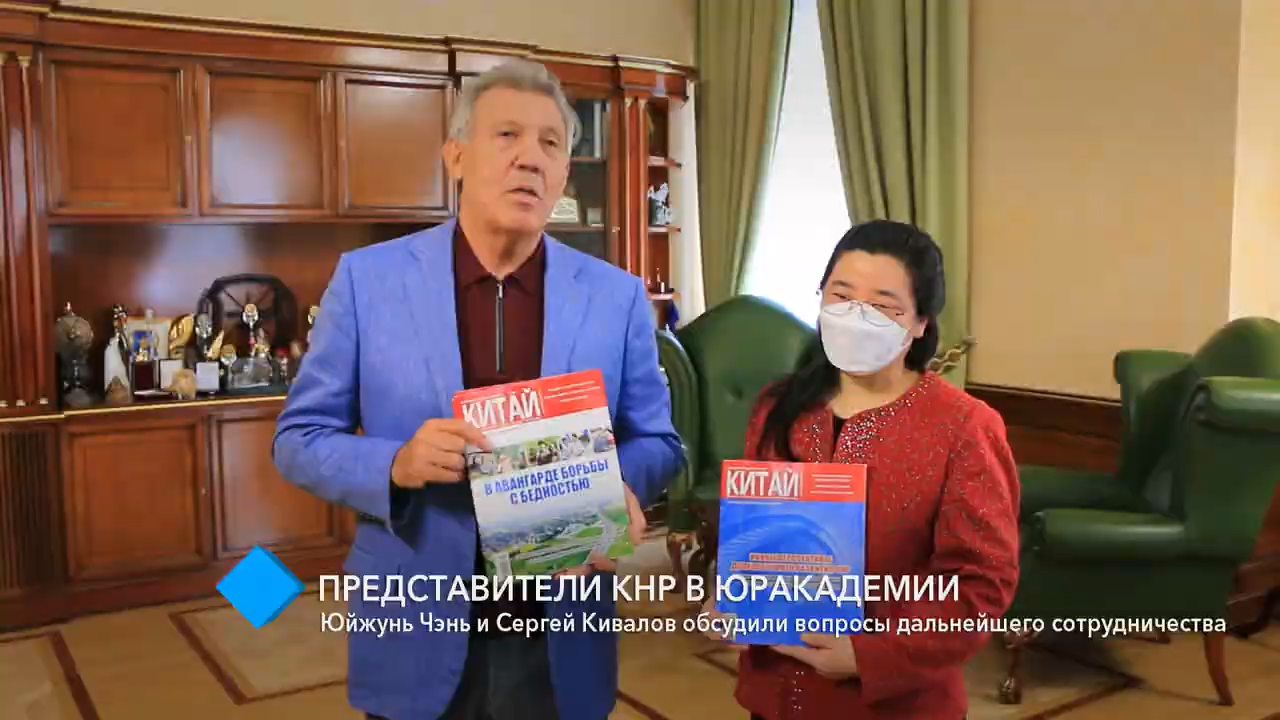 КИТАЙ
В АВАНГАРДЕ БОРЬБЫ
С БЕДНОСТЬЮ
КИТАЙ
ПРЕДСТАВИТЕЛИ КНР В ЮРАКАДЕМИИ
Юйжунь Чэнь и Сергей Кивалов обсудили вопросы дальнейшего сотрудничества